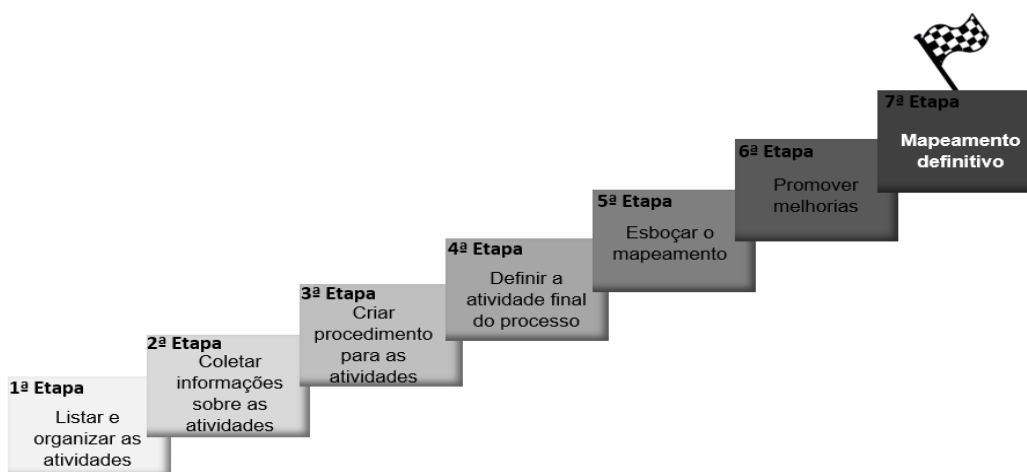 1ª Etapa
Listar e
organizar as
atividades
2ª Etapa
Coletar
informações
sobre as
atividades
3ª Etapa
Criar
procedimento
para as
atividades
4ª Etapa
Definir a
atividade final
do processo
5ª Etapa
Esboçar o
mapeamento
6ª Etapa
Promover
melhorias
7ª Etapa
Mapeamento
definitivo